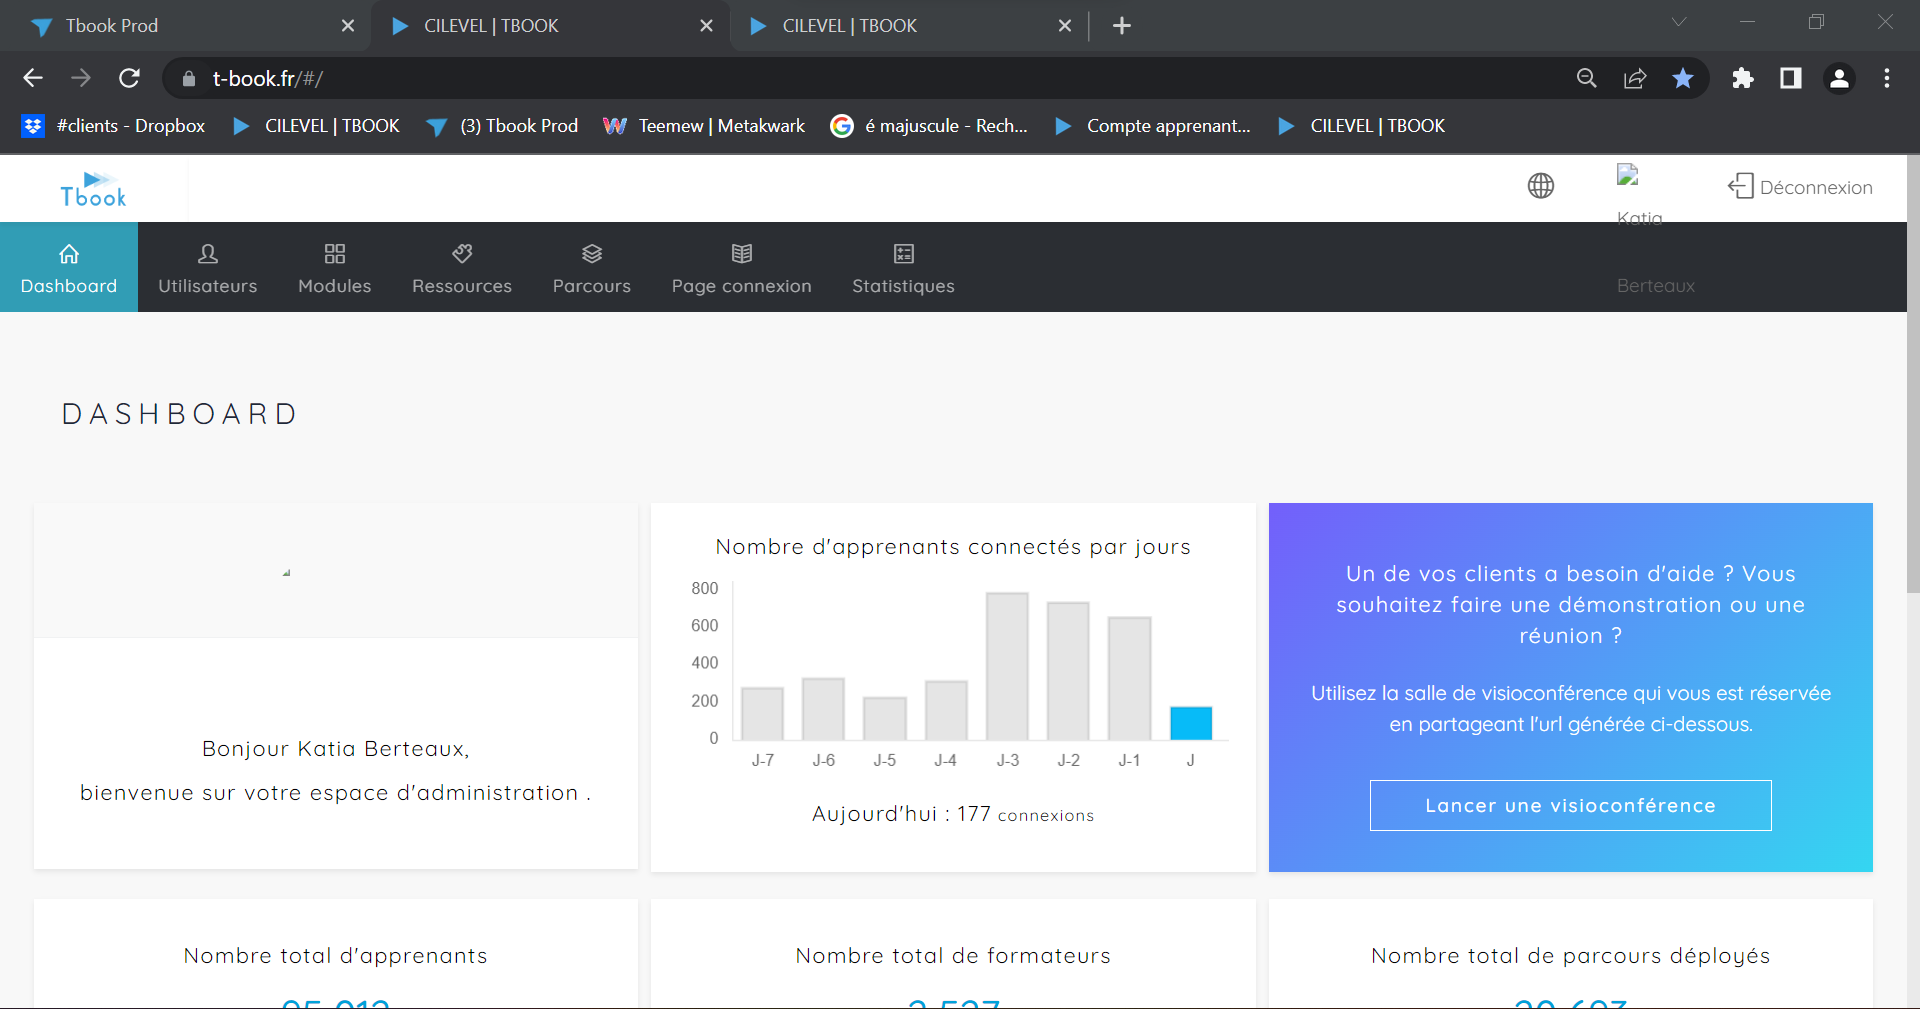 Tbook Prod
CILEVEL | TBOOK
CILEVEL | TBOOK
t-book.fr/#/
#clients - Dropbox
CILEVEL | TBOOK
(3) Tbook Prod
Teemew | Metakwark
é majuscule - Rech...
Compte apprenant...
CILEVEL | TBOOK
Tbook
Katia
Berteaux
Déconnexion
Dashboard
Utilisateurs
Modules
Ressources
Parcours
Page connexion
Statistiques
DASHBOARD
Bonjour Katia Berteaux,
bienvenue sur votre espace d'administration .
Nombre d'apprenants connectés par jours
800
600
400
200
0
J-7 J-6 J-5 J-4 J-3 J-2 J-1 J
Aujourd'hui : 177 connexions
Un de vos clients a besoin d'aide ? Vous
souhaitez faire une démonstration ou une
réunion ?
Utilisez la salle de visioconférence qui vous est réservée
en partageant l'url générée ci-dessous.
Lancer une visioconférence
Nombre total d'apprenants
Nombre total de formateurs
Nombre total de parcours déployés